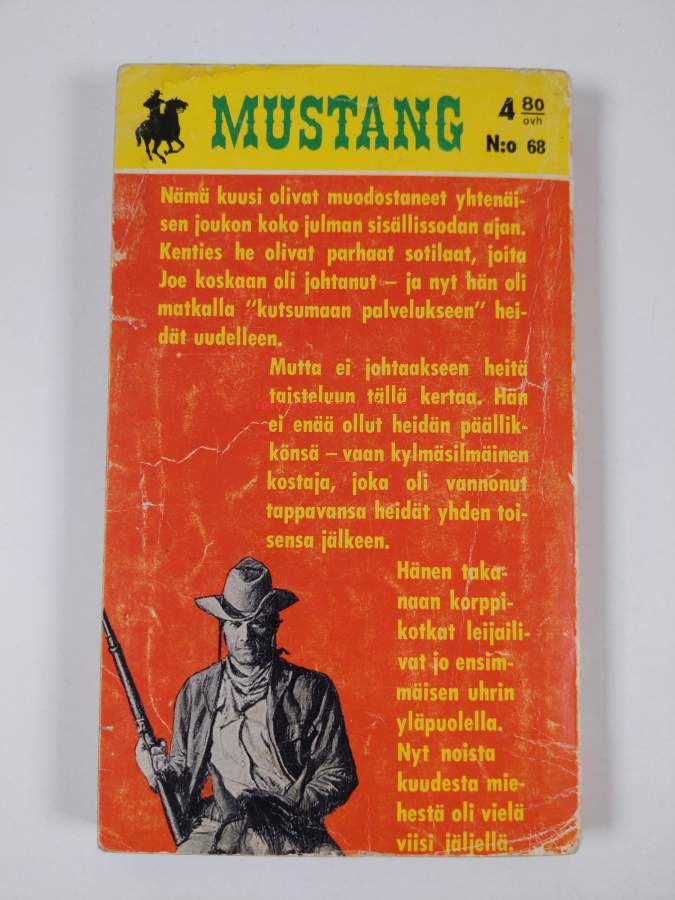 MUSTANG
4 80
ovh
N:o 68
Nämä kuusi olivat muodostaneet yhtenäi-
sen joukon koko julman sisällissodan ajan.
Kenties he olivat parhaat sotilaat, joita
Joe koskaan oli johtanut – ja nyt hän oli
matkalla "kutsumaan palvelukseen" hei-
dät uudelleen.
Mutta ei johtaakseen heitä
taisteluun tällä kertaa. Hän
ei enää ollut heidän päällik-
könsä – vaan kylmäsilmäinen
kostaja, joka oli vannonut
tappavansa heidät yhden toi-
sensa jälkeen.
Hänen taka-
naan korppi-
kotkat leijaili-
vat jo ensim-
mäisen uhrin
yläpuolella.
Nyt noista
kuudesta mie-
hestä oli vielä
viisi jäljellä.